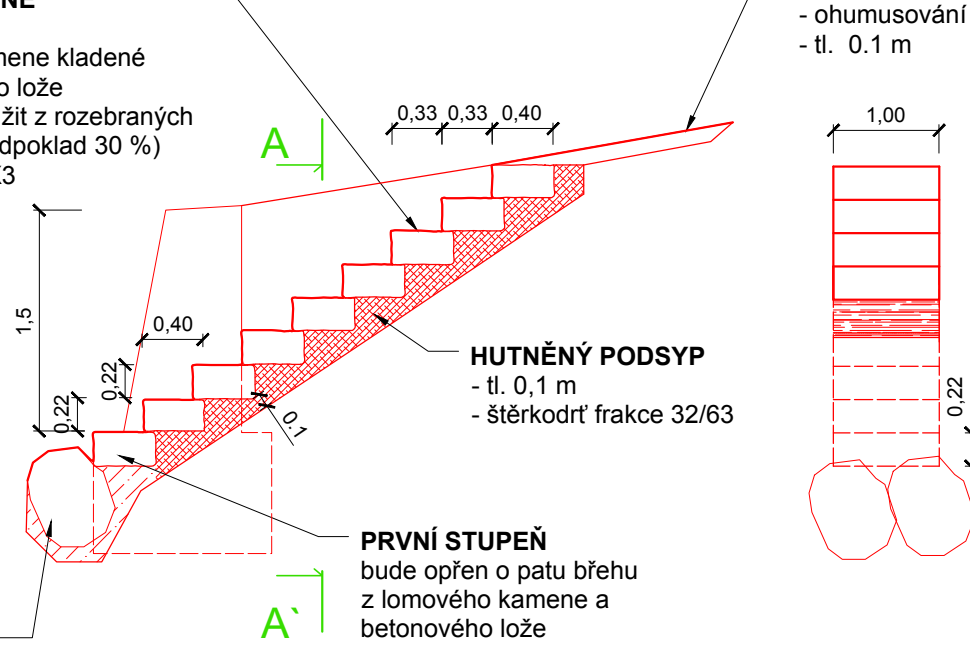 mene kladené
o lože
žit z rozebraných
dpoklad 30 %)
- ohumusování
- tl. 0.1 m
0,33 0,33 0,40
1,00
A
1,5
0,40
0,22
0,22
0.1
HUTNĚNÝ PODSYP
- tl. 0,1 m
- štěrkodrť frakce 32/63
0,22
PRVNÍ STUPEŇ
bude opřen o patu břehu
z lomového kamene a
betonového lože
A`